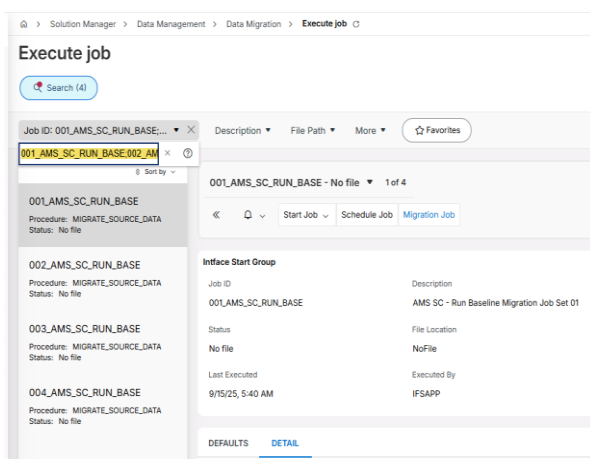 > Solution Manager > Data Management > Data Migration > Execute job
Execute job
Search (4)
Job ID: 001_AMS_SC_RUN_BASE;...
Description
File Path
More
Favorites
001_AMS_SC_RUN_BASE;002_AM
Sort by
001_AMS_SC_RUN_BASE
Procedure: MIGRATE_SOURCE_DATA
Status: No file
002_AMS_SC_RUN_BASE
Procedure: MIGRATE_SOURCE_DATA
Status: No file
003_AMS_SC_RUN_BASE
Procedure: MIGRATE_SOURCE_DATA
Status: No file
004_AMS_SC_RUN_BASE
Procedure: MIGRATE_SOURCE_DATA
Status: No file
001_AMS_SC_RUN_BASE - No file
1 of 4
Start Job
Schedule Job
Migration Job
Intface Start Group
Job ID
001_AMS_SC_RUN_BASE
Description
AMS SC - Run Baseline Migration Job Set 01
Status
No file
File Location
NoFile
Last Executed
9/15/25, 5:40 AM
Executed By
IFSAPP
DEFAULTS
DETAIL